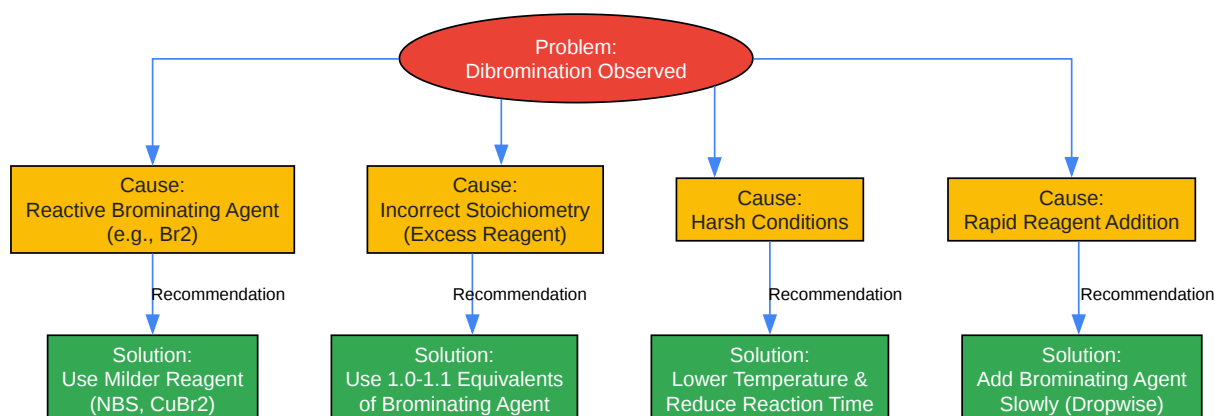 Problem:
Dibromination Observed
Cause:
Reactive Brominating Agent
(e.g., Br2)
Cause:
Incorrect Stoichiometry
(Excess Reagent)
Cause:
Harsh Conditions
Cause:
Rapid Reagent Addition
Recommendation
Recommendation
Recommendation
Recommendation
Solution:
Use Milder Reagent
(NBS, CuBr2)
Solution:
Use 1.0-1.1 Equivalents
of Brominating Agent
Solution:
Lower Temperature &
Reduce Reaction Time
Solution:
Add Brominating Agent
Slowly (Dropwise)